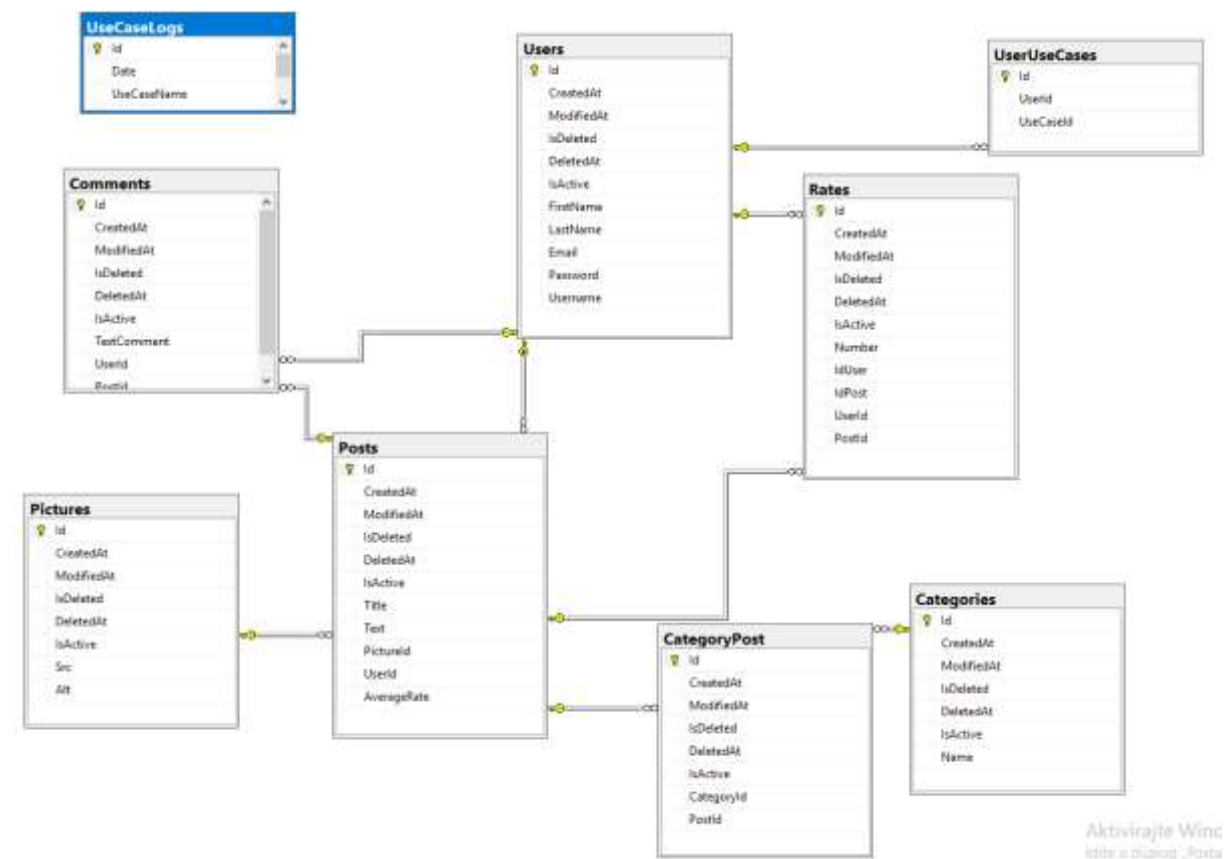 UseCaseLogs
Id
Date
UseCaseName
Users
Id
CreatedAt
ModifiedAt
IsDeleted
DeletedAt
IsActive
FirstName
LastName
Email
Password
Username
UserUseCases
Id
UserId
UseCaseId
Comments
Id
CreatedAt
ModifiedAt
IsDeleted
DeletedAt
IsActive
TextComment
UserId
PostId
Rates
Id
CreatedAt
ModifiedAt
IsDeleted
DeletedAt
IsActive
Number
IdUser
IdPost
UserId
PostId
Posts
Id
CreatedAt
ModifiedAt
IsDeleted
DeletedAt
IsActive
Title
Text
PictureId
UserId
AverageRate
Pictures
Id
CreatedAt
ModifiedAt
IsDeleted
DeletedAt
IsActive
Src
Alt
CategoryPost
Id
CreatedAt
ModifiedAt
IsDeleted
DeletedAt
IsActive
CategoryId
PostId
Categories
Id
CreatedAt
ModifiedAt
IsDeleted
DeletedAt
IsActive
Name
Aktivirajte Wind